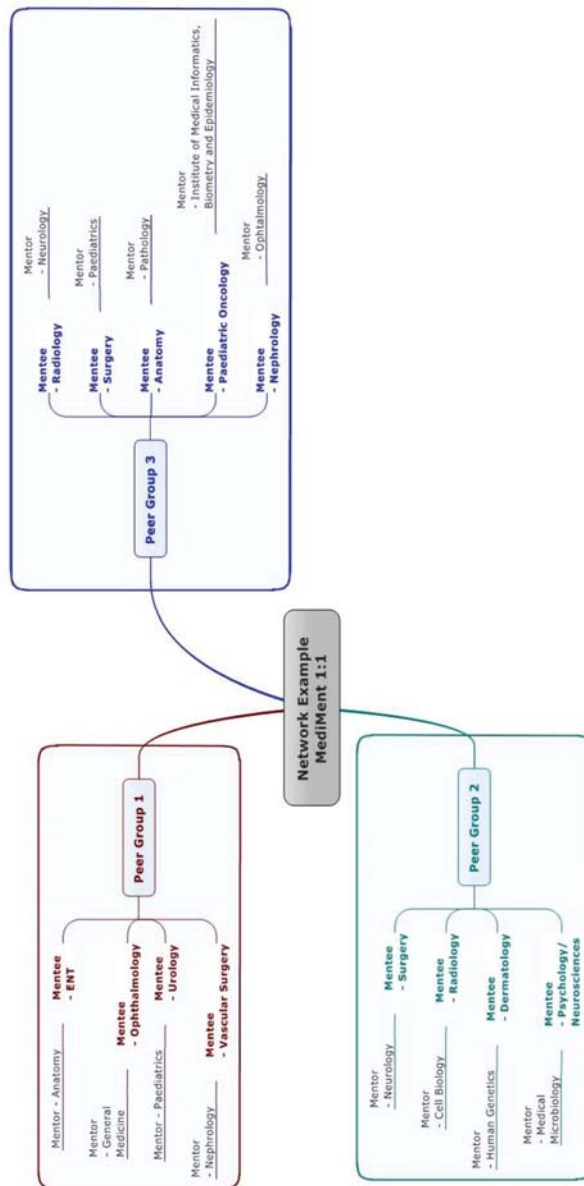 Network Example
MediMent 1:1
Peer Group 1
Mentee
- ENT
Mentor - Anatomy
Mentee
- Ophthalmology
Mentor
- General
Medicine
Mentee
- Urology
Mentor - Paediatrics
Mentee
- Vascular Surgery
Mentor
- Nephrology
Peer Group 2
Mentee
- Surgery
Mentor
- Neurology
Mentee
- Radiology
Mentor
- Cell Biology
Mentee
- Dermatology
Mentor
- Human Genetics
Mentee
- Psychology/
Neurosciences
Mentor
- Medical
Microbiology
Peer Group 3
Mentee
- Radiology
Mentor
- Neurology
Mentee
- Surgery
Mentor
- Paediatrics
Mentee
- Anatomy
Mentor
- Pathology
Mentee
- Paediatric Oncology
Mentor
- Institute of Medical Informatics,
Biometry and Epidemiology
Mentee
- Nephrology
Mentor
- Ophtalmology